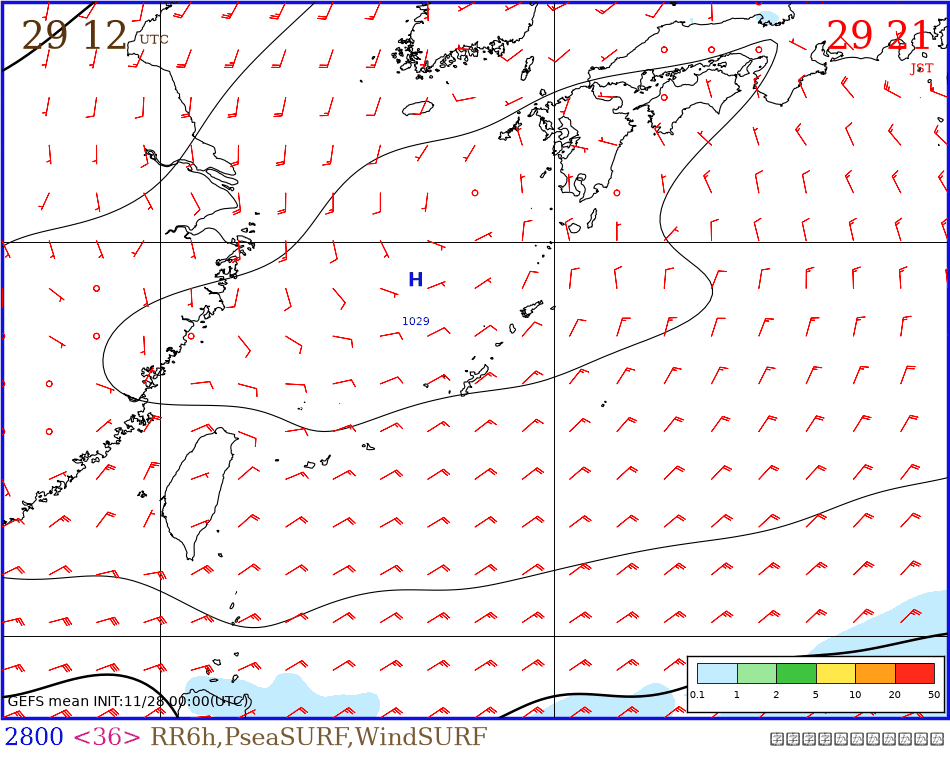 29 12 UTC
29 21 JST
H
1029
0.1 1 2 5 10 20 50
GEFS mean INIT:11/28 00:00(UTC)
2800 <36> RR6h,PseaSURF,WindSURF